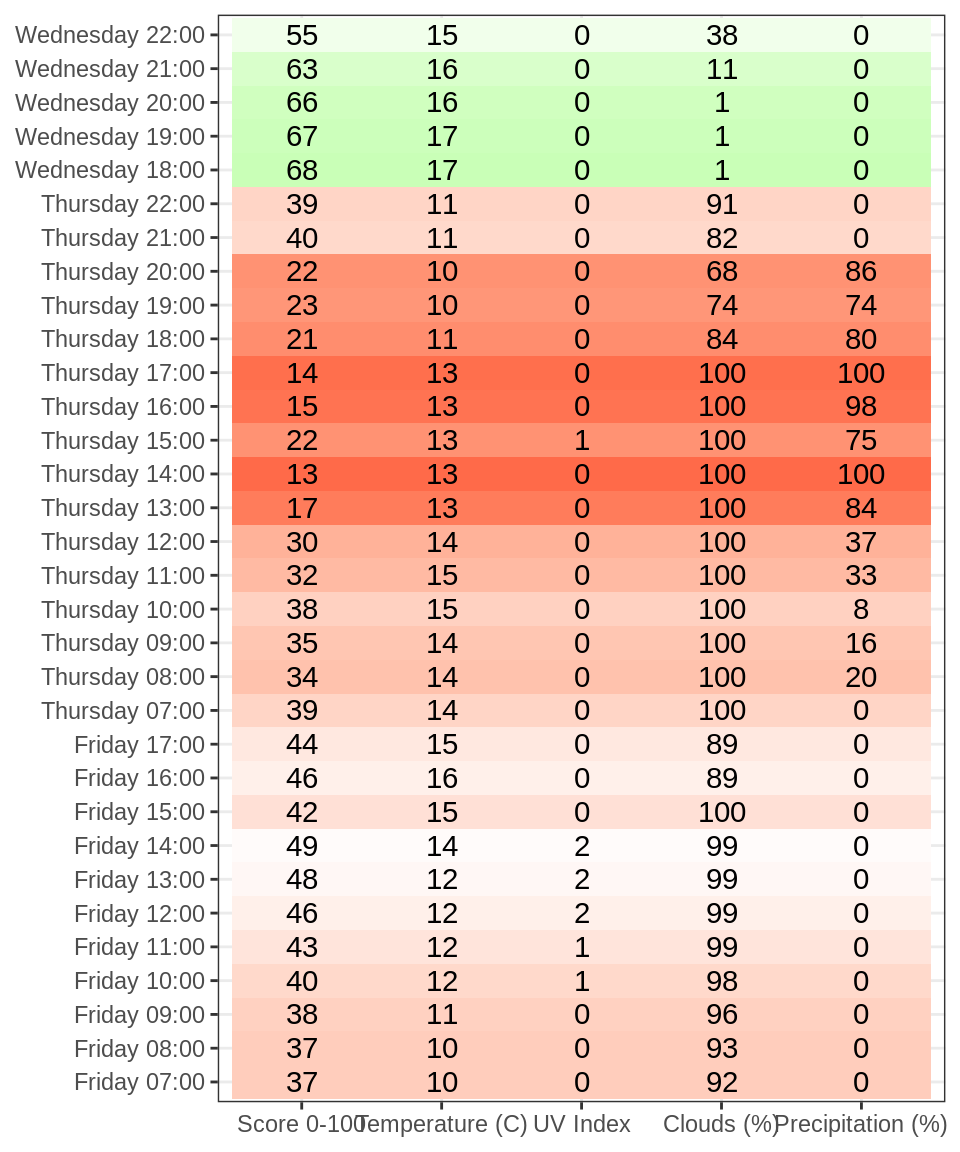 Wednesday 22:00 55 15 0 38 0
Wednesday 21:00 63 16 0 11 0
Wednesday 20:00 66 16 0 1 0
Wednesday 19:00 67 17 0 1 0
Wednesday 18:00 68 17 0 1 0
Thursday 22:00 39 11 0 91 0
Thursday 21:00 40 11 0 82 0
Thursday 20:00 22 10 0 68 86
Thursday 19:00 23 10 0 74 74
Thursday 18:00 21 11 0 84 80
Thursday 17:00 14 13 0 100 100
Thursday 16:00 15 13 0 100 98
Thursday 15:00 22 13 1 100 75
Thursday 14:00 13 13 0 100 100
Thursday 13:00 17 13 0 100 84
Thursday 12:00 30 14 0 100 37
Thursday 11:00 32 15 0 100 33
Thursday 10:00 38 15 0 100 8
Thursday 09:00 35 14 0 100 16
Thursday 08:00 34 14 0 100 20
Thursday 07:00 39 14 0 100 0
Friday 17:00 44 15 0 89 0
Friday 16:00 46 16 0 89 0
Friday 15:00 42 15 0 100 0
Friday 14:00 49 14 2 99 0
Friday 13:00 48 12 2 99 0
Friday 12:00 46 12 2 99 0
Friday 11:00 43 12 1 99 0
Friday 10:00 40 12 1 98 0
Friday 09:00 38 11 0 96 0
Friday 08:00 37 10 0 93 0
Friday 07:00 37 10 0 92 0
Score 0-100 Temperature (C) UV Index Clouds (%) Precipitation (%)